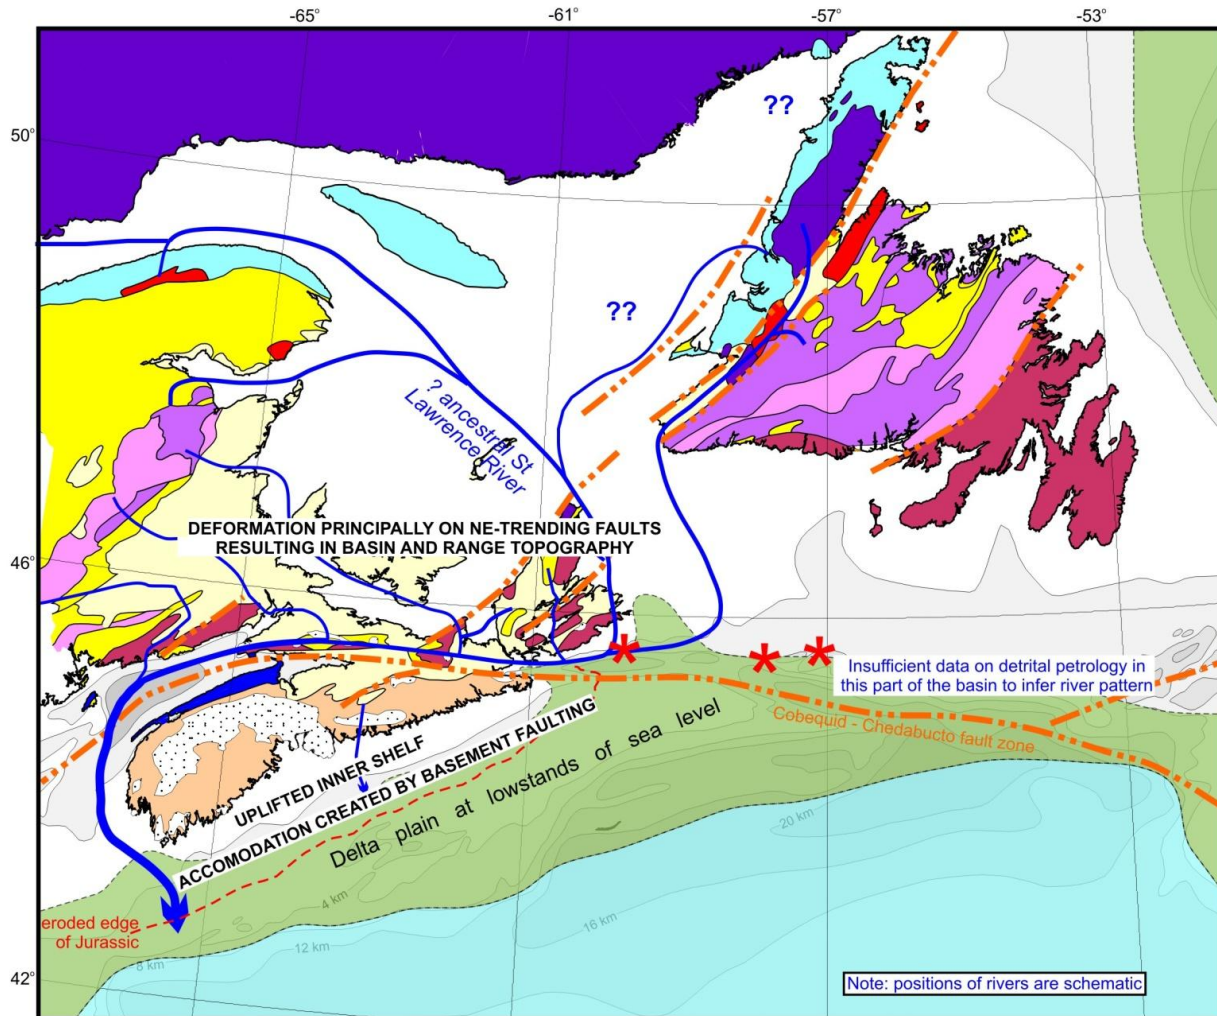 -65°
-61°
-57°
-53°
50°
??
??
? ancestral St
Lawrence River
DEFORMATION PRINCIPALLY ON NE-TRENDING FAULTS
RESULTING IN BASIN AND RANGE TOPOGRAPHY
46°
* * *
Insufficient data on detrital petrology in
this part of the basin to infer river pattern
Cobequid - Chedabucto fault zone
UPLIFTED INNER SHELF
ACCOMODATION CREATED BY BASEMENT FAULTING
Delta plain at lowstands of sea level
20 km
4 km
16 km
eroded edge
of Jurassic
12 km
8 km
42°
Note: positions of rivers are schematic